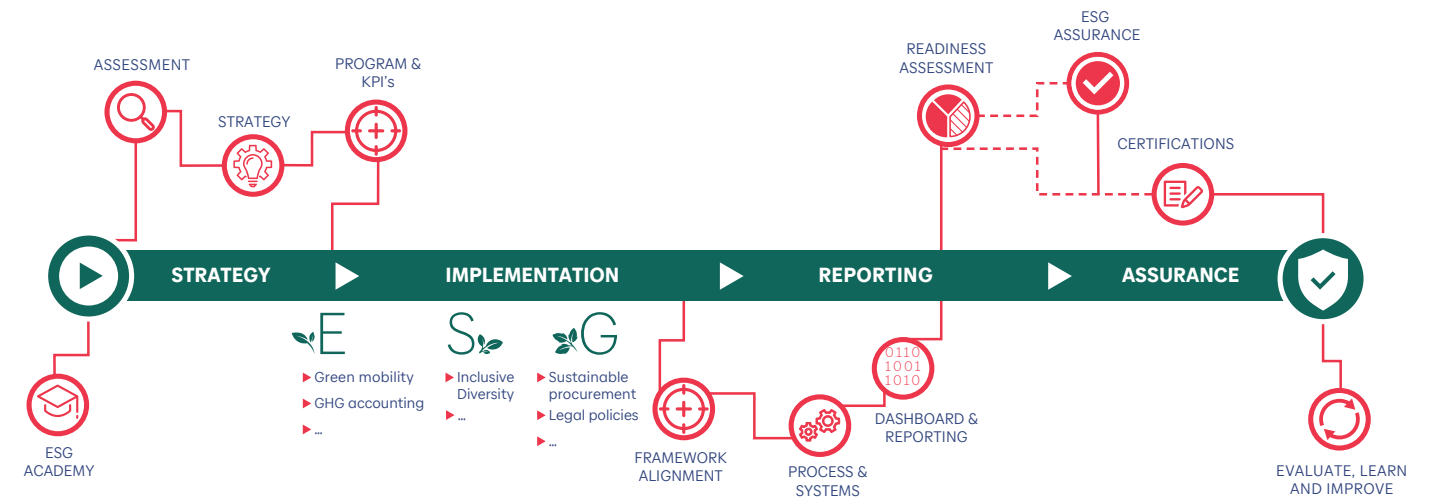 ESG
ASSURANCE
READINESS
ASSESSMENT
ASSESSMENT
PROGRAM &
KPI's
STRATEGY
CERTIFICATIONS
STRATEGY
IMPLEMENTATION
REPORTING
ASSURANCE
E
Green mobility
GHG accounting
...
S
Inclusive
Diversity
...
G
Sustainable
procurement
Legal policies
...
0110
1001
1010
ESG
ACADEMY
FRAMEWORK
ALIGNMENT
PROCESS &
SYSTEMS
DASHBOARD &
REPORTING
EVALUATE, LEARN
AND IMPROVE